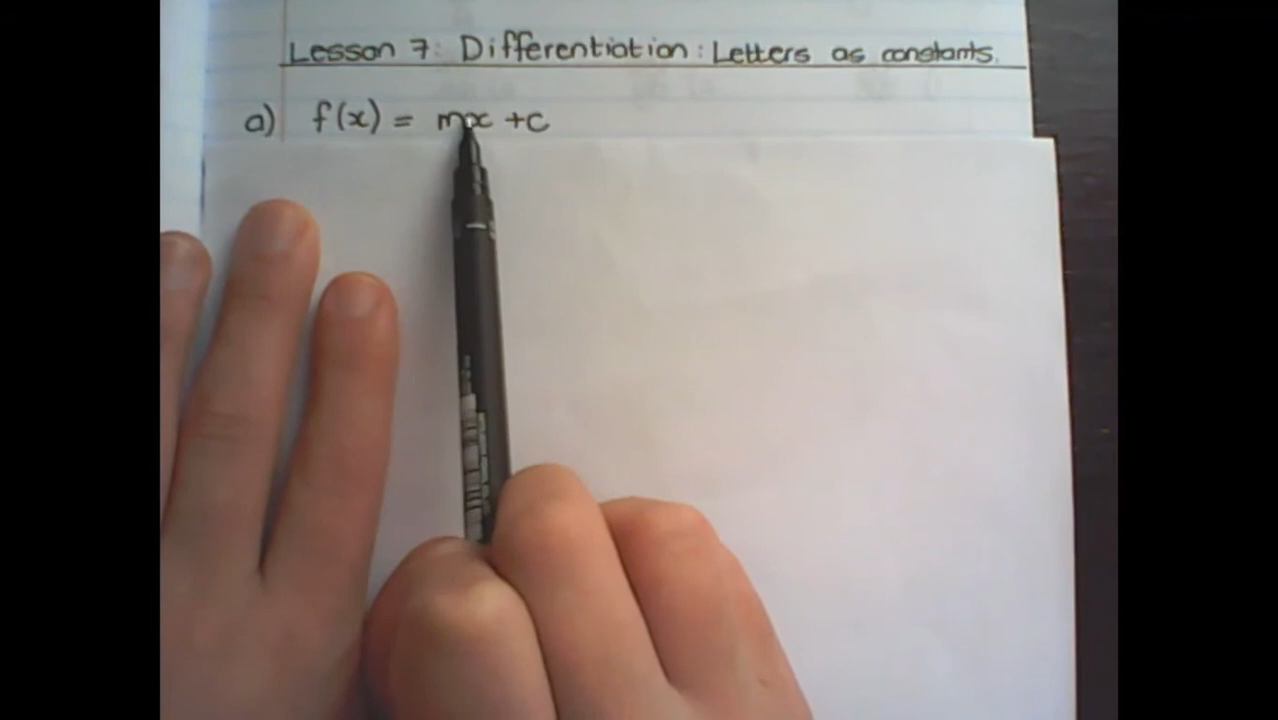 Lesson 7: Differentiation: Letters as constants.
a) f(x) = mx + c